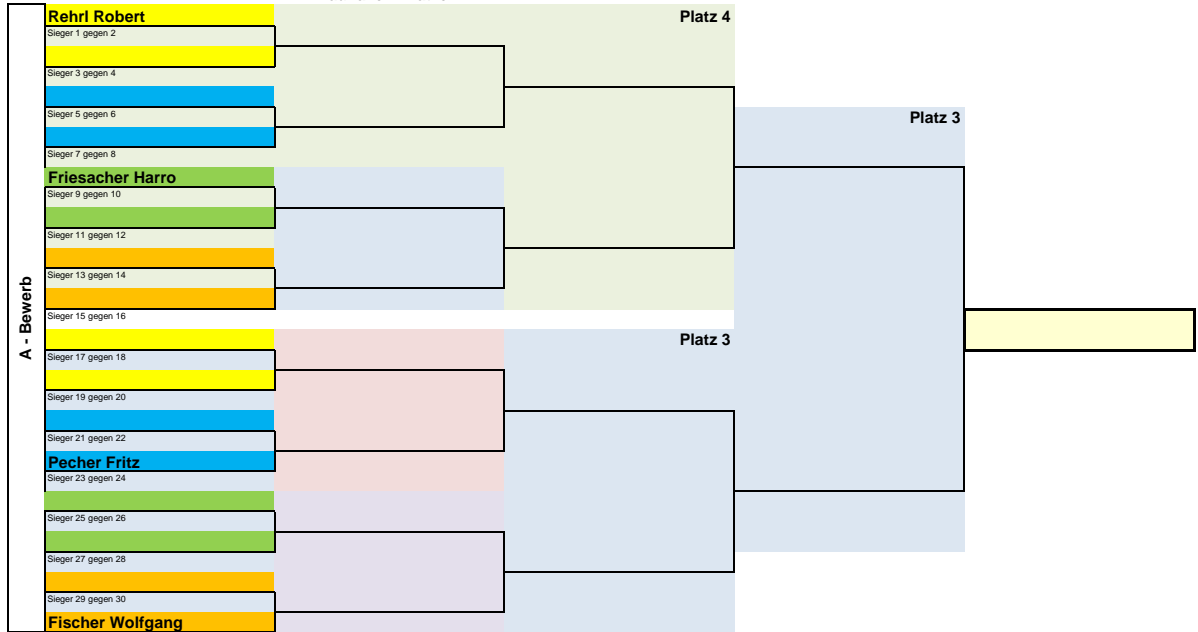 Rehrl Robert
Platz 4
Sieger 1 gegen 2
Sieger 3 gegen 4
Sieger 5 gegen 6
Platz 3
Sieger 7 gegen 8
Friesacher Harro
Sieger 9 gegen 10
Sieger 11 gegen 12
Sieger 13 gegen 14
A - Bewerb
Sieger 15 gegen 16
Platz 3
Sieger 17 gegen 18
Sieger 19 gegen 20
Sieger 21 gegen 22
Pecher Fritz
Sieger 23 gegen 24
Sieger 25 gegen 26
Sieger 27 gegen 28
Sieger 29 gegen 30
Fischer Wolfgang